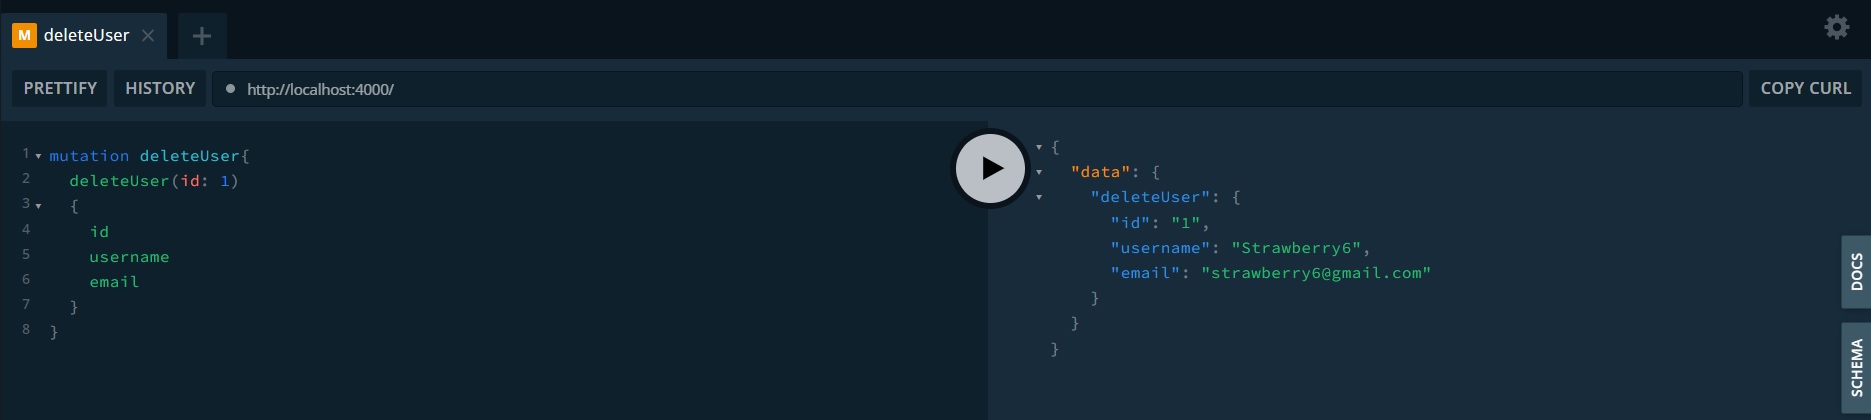 M deleteUser
PRETTIFY HISTORY http://localhost:4000/ COPY CURL
1 mutation deleteUser{
2 deleteUser(id: 1)
3 {
4 id
5 username
6 email
7 }
8 }
{
"data": {
"deleteUser": {
"id": "1",
"username": "Strawberry6",
"email": "strawberry6@gmail.com"
}
}
}
DOCS
SCHEMA